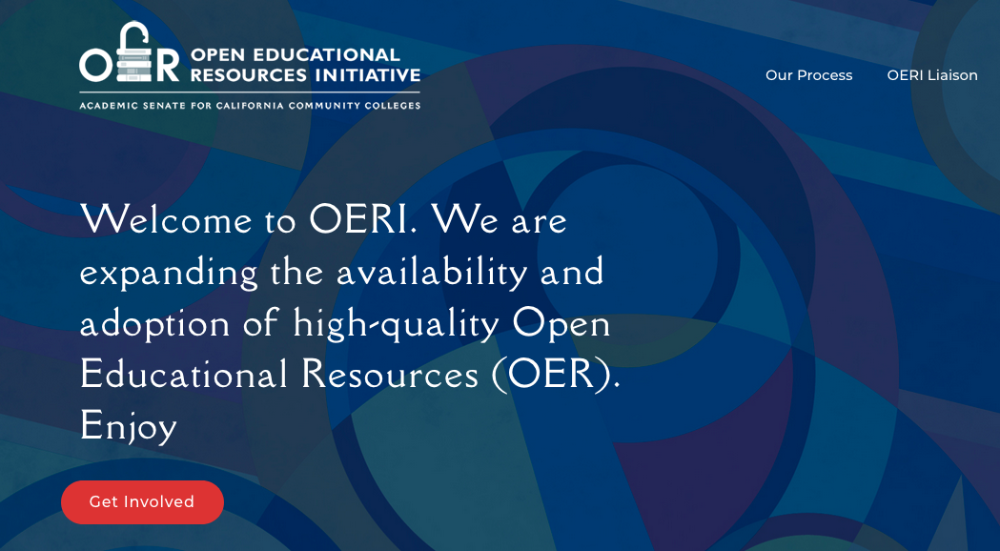 OER OPEN EDUCATIONAL
RESOURCES INITIATIVE
ACADEMIC SENATE FOR CALIFORNIA COMMUNITY COLLEGES
Our Process OERI Liaison
Welcome to OERI. We are
expanding the availability and
adoption of high-quality Open
Educational Resources (OER).
Enjoy
Get Involved